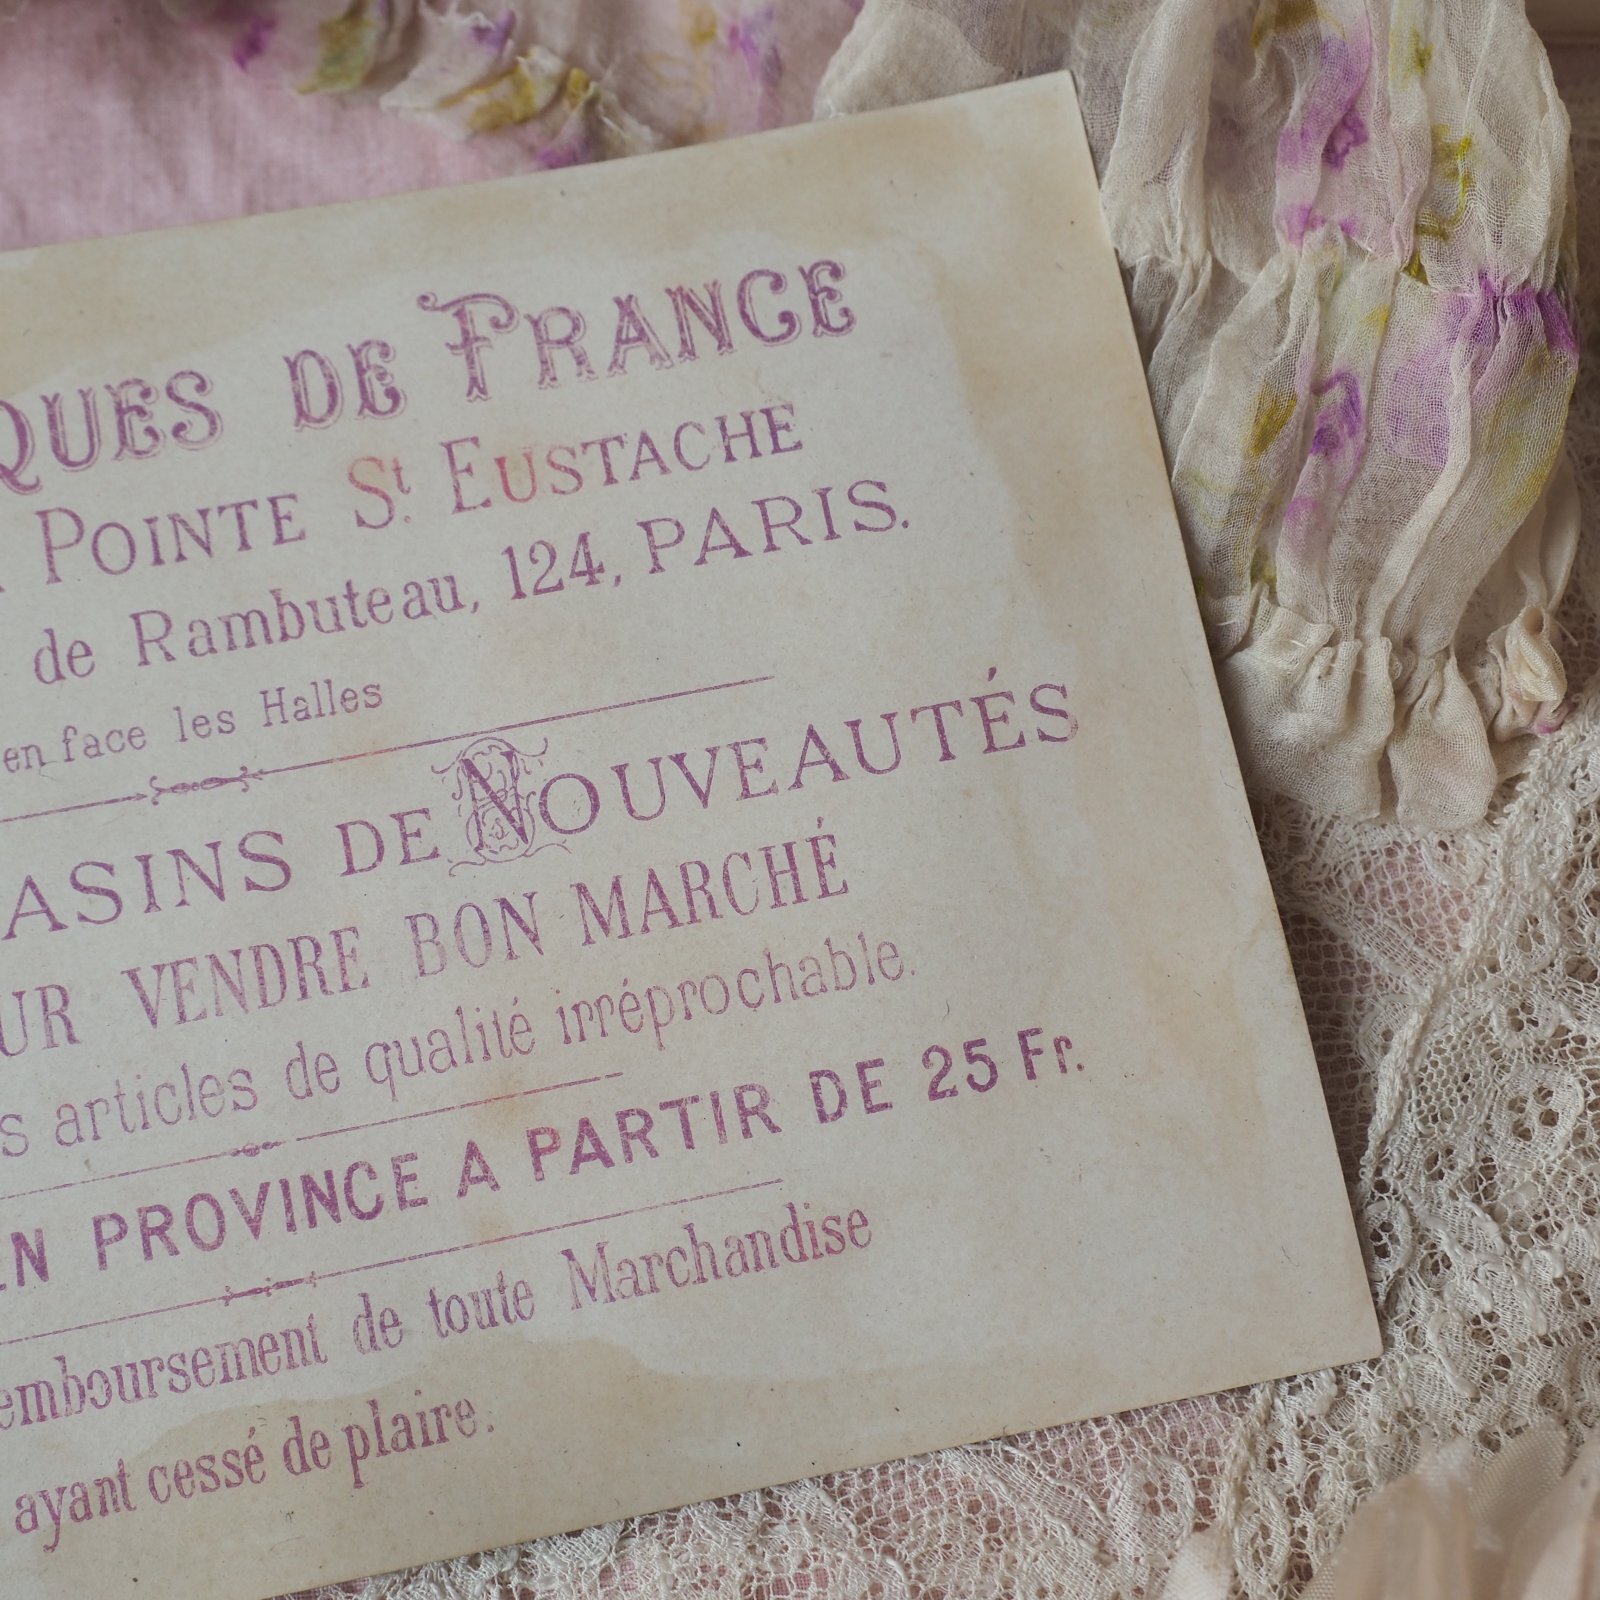 QUES DE FRANCE
POINTE St. EUSTACHE
de Rambuteau, 124, PARIS.
en face les Halles
ASINS DE NOUVEAUTÉS
UR VENDRE BON MARCHÉ
s articles de qualité irréprochable.
EN PROVINCE A PARTIR DE 25 Fr.
emboursement de toute Marchandise
ayant cessé de plaire.